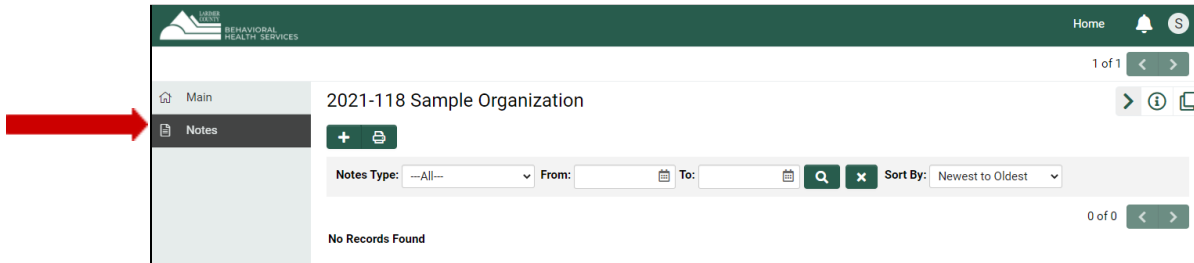 LARIMER
COUNTY
BEHAVIORAL
HEALTH SERVICES
Home
S
1 of 1
Main
Notes
2021-118 Sample Organization
Notes Type: ---All--- From: To: Sort By: Newest to Oldest
0 of 0
No Records Found